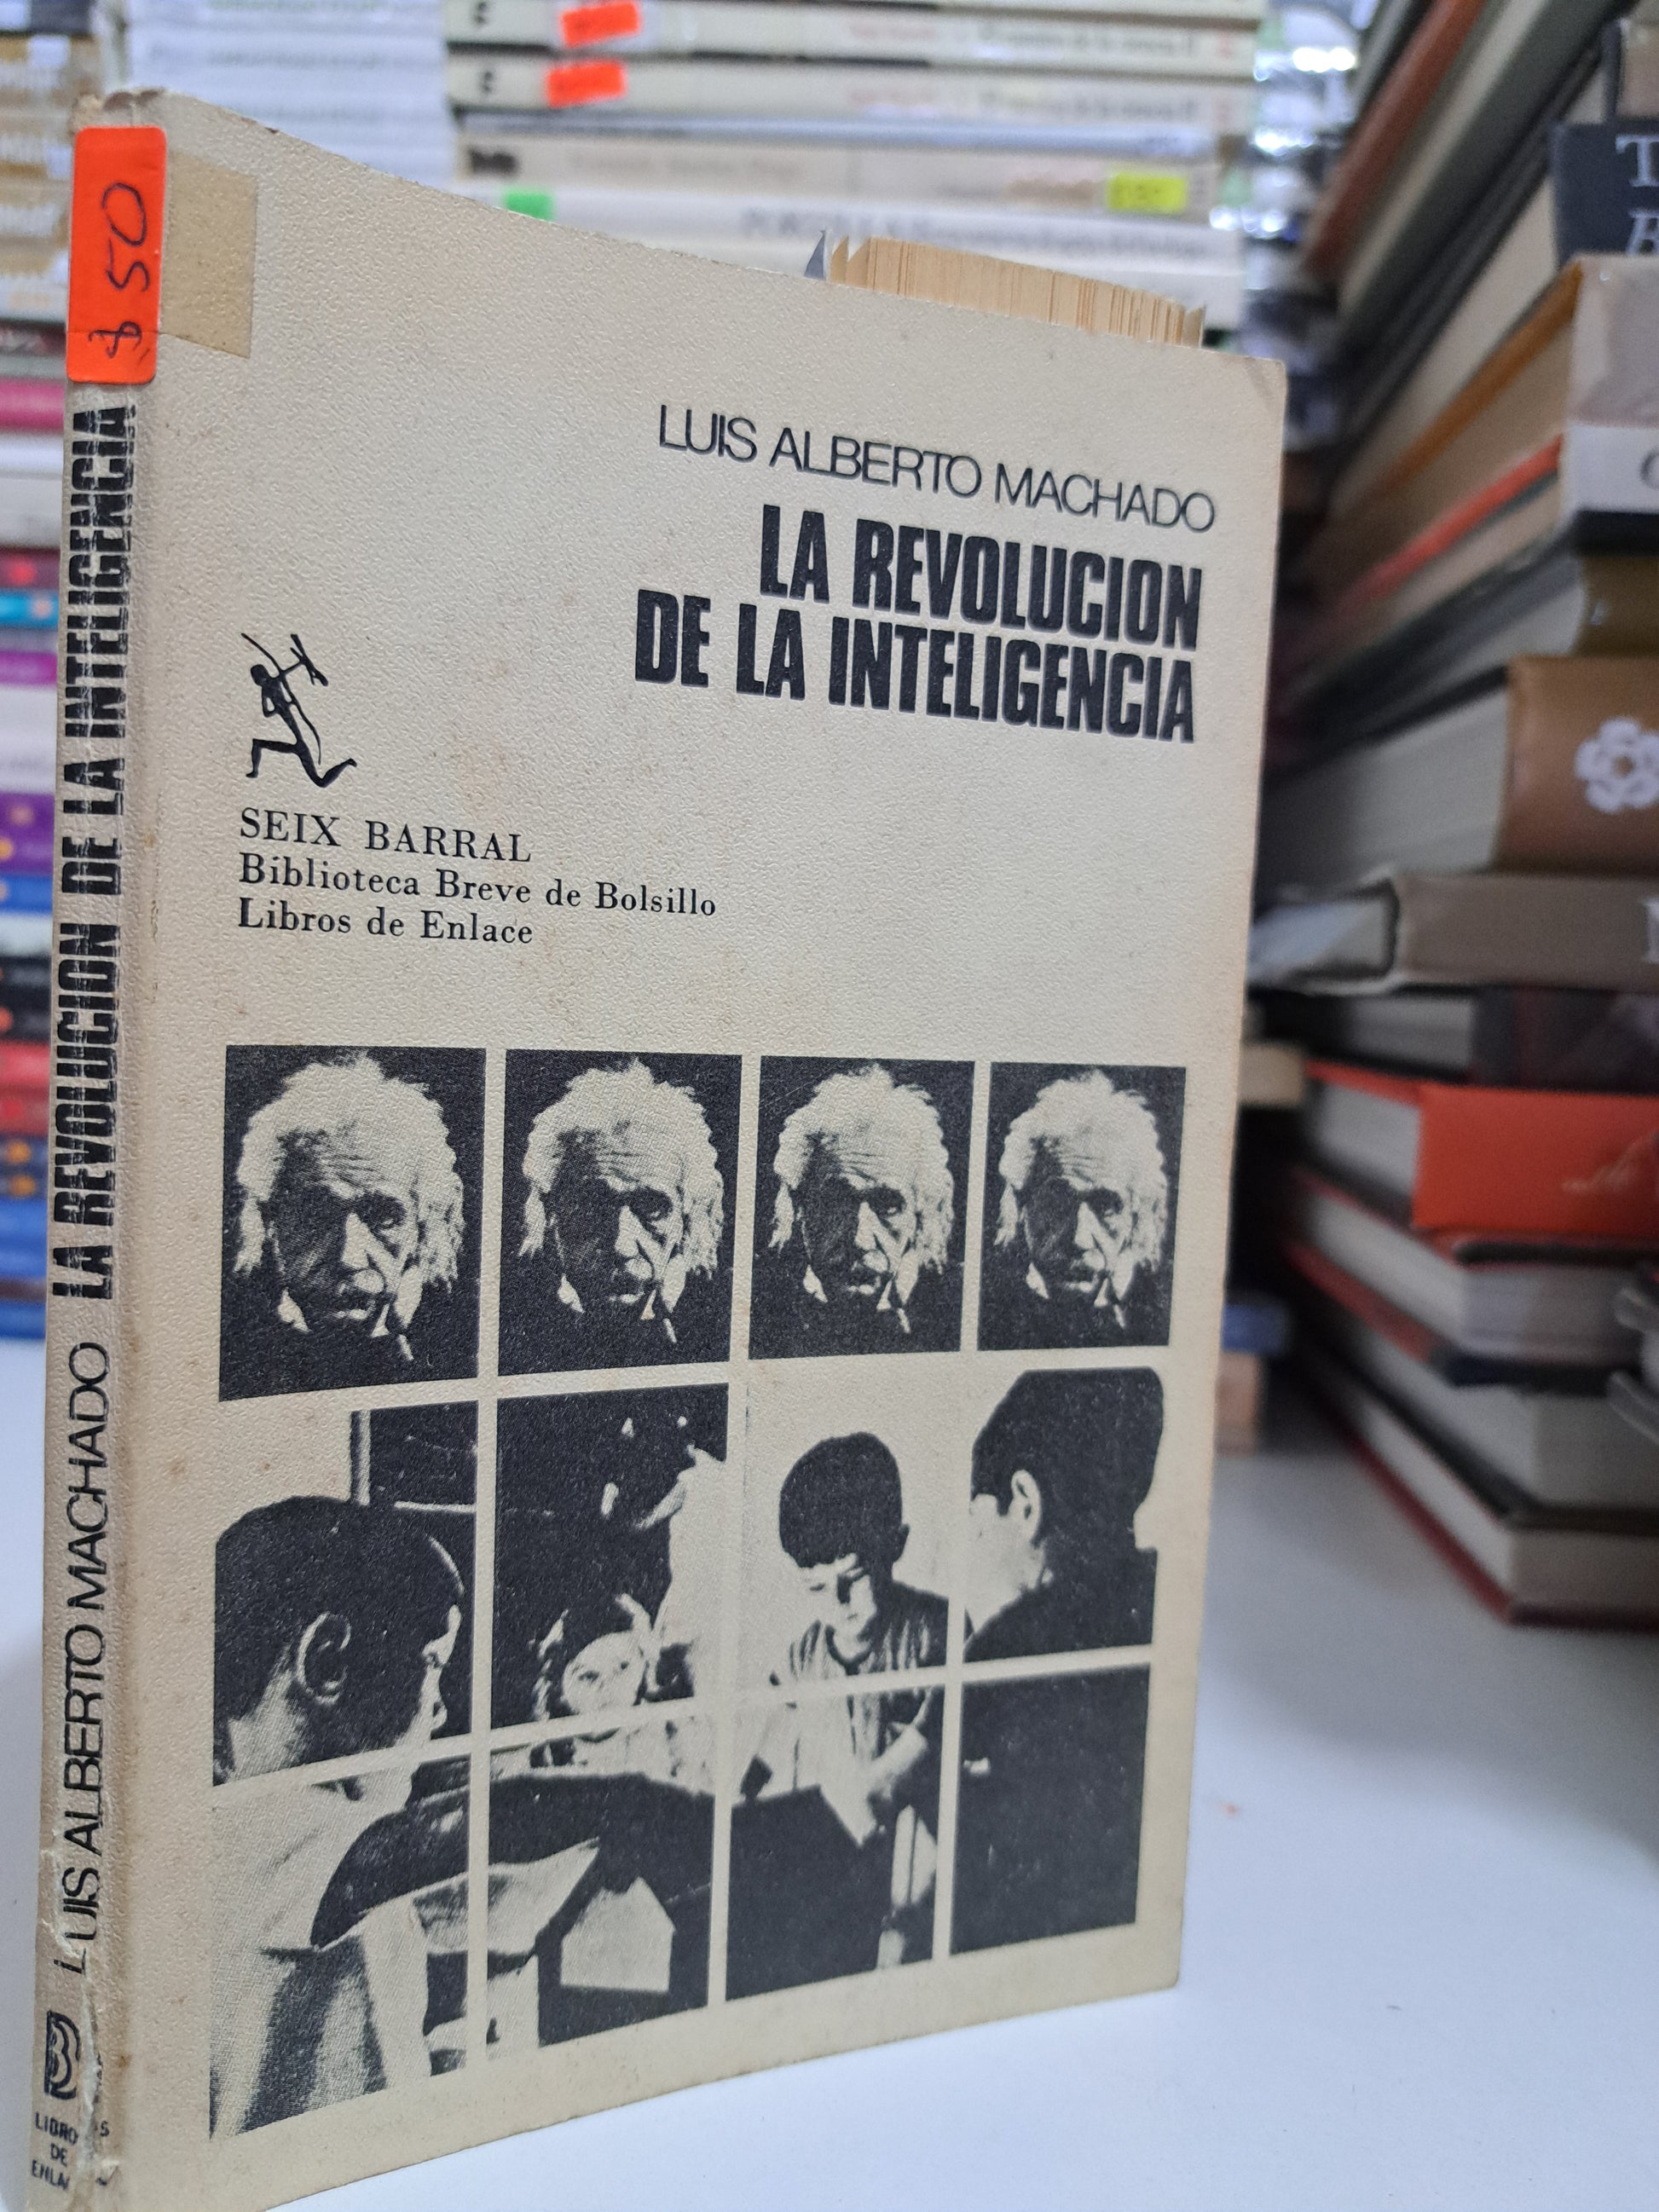 $ 50
LUIS ALBERTO MACHADO LA REVOLUCION DE LA INTELIGENCIA
LUIS ALBERTO MACHADO
LA REVOLUCION
DE LA INTELIGENCIA
SEIX BARRAL
Biblioteca Breve de Bolsillo
Libros de Enlace
DE